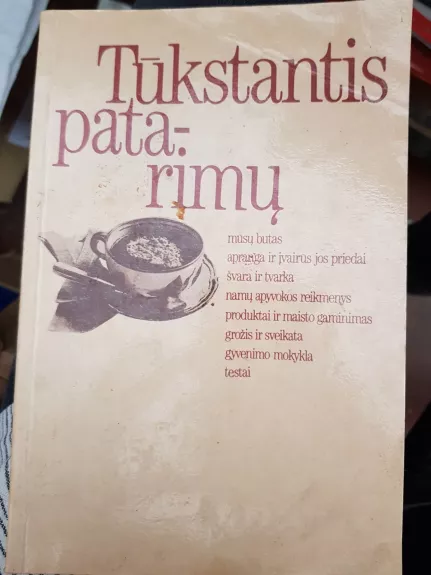 Tūkstantis
pata-
rimų
mūsų butas
apranga ir įvairūs jos priedai
švara ir tvarka
namų apyvokos reikmenys
produktai ir maisto gaminimas
grožis ir sveikata
gyvenimo mokykla
testai